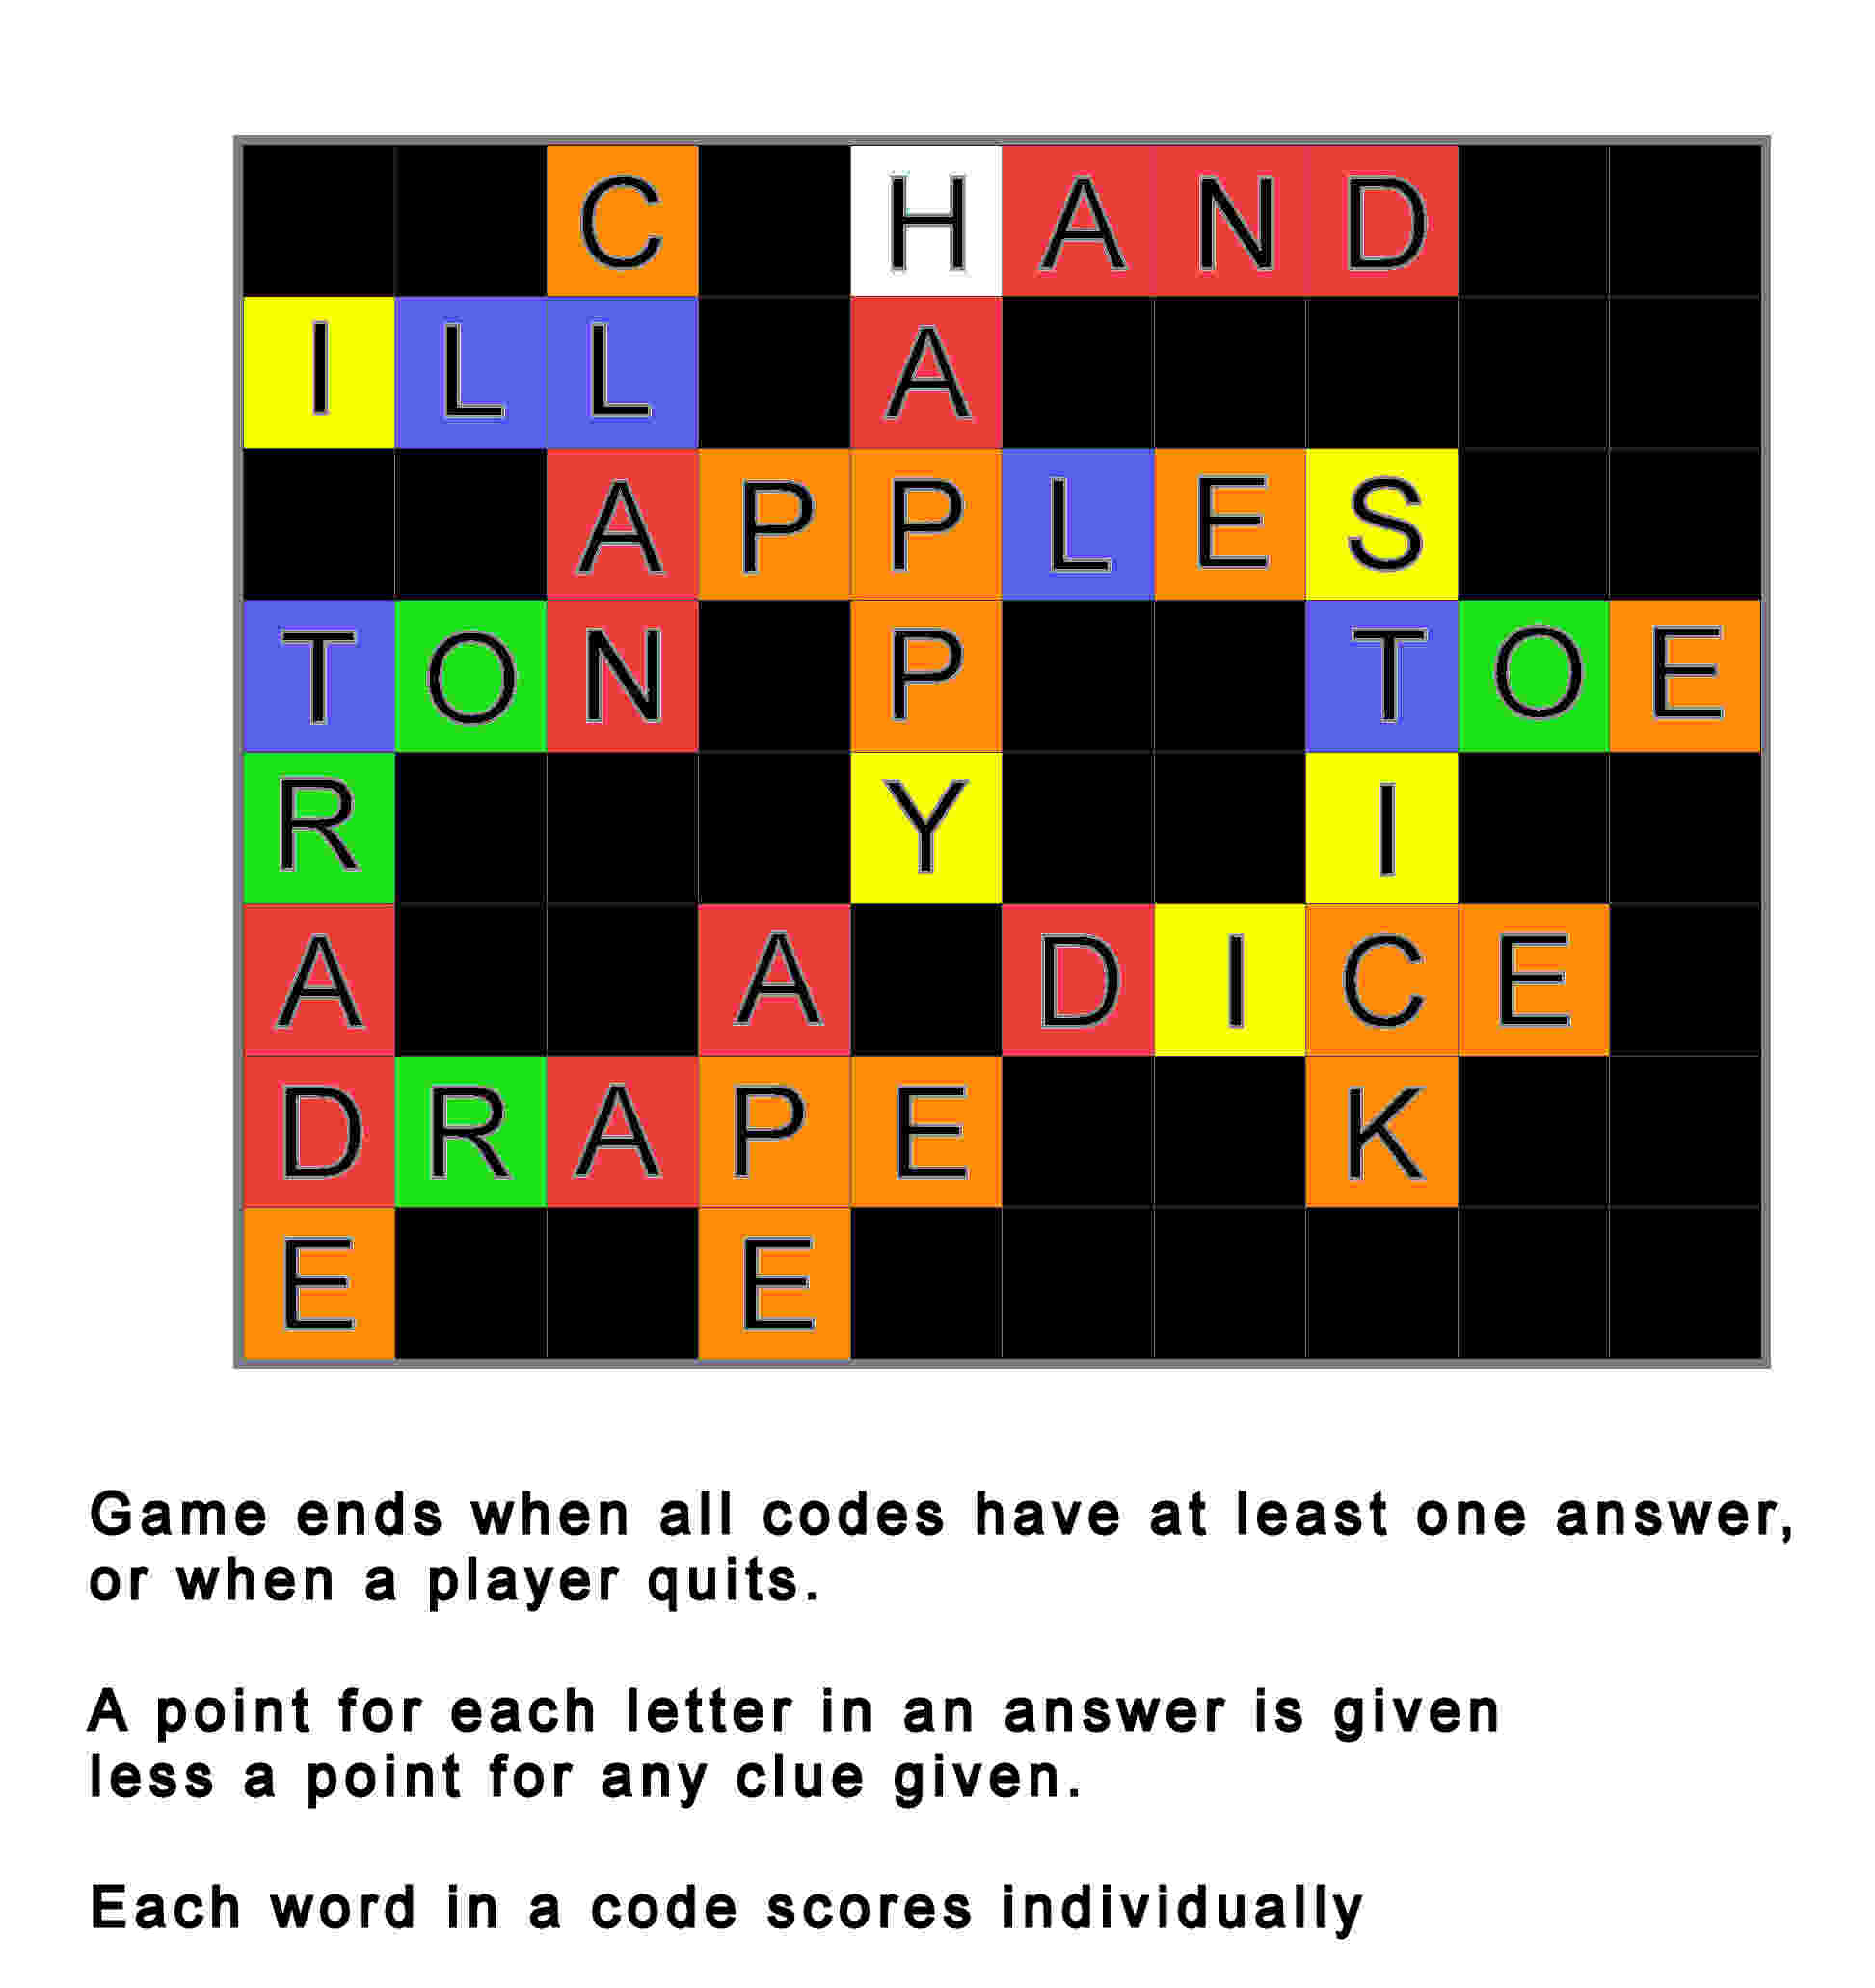 C H A N D
I L L A
A P P L E S
T O N P T O E
R Y I
A A D I C E
D R A P E K
E E
Game ends when all codes have at least one answer,
or when a player quits.
A point for each letter in an answer is given
less a point for any clue given.
Each word in a code scores individually